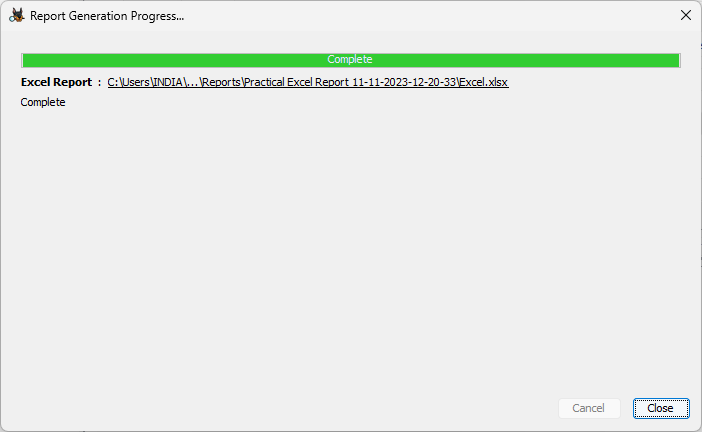 Report Generation Progress...
Complete
Excel Report : C:\Users\INDIA\...\Reports\Practical Excel Report 11-11-2023-12-20-33\Excel.xlsx
Complete
Cancel Close